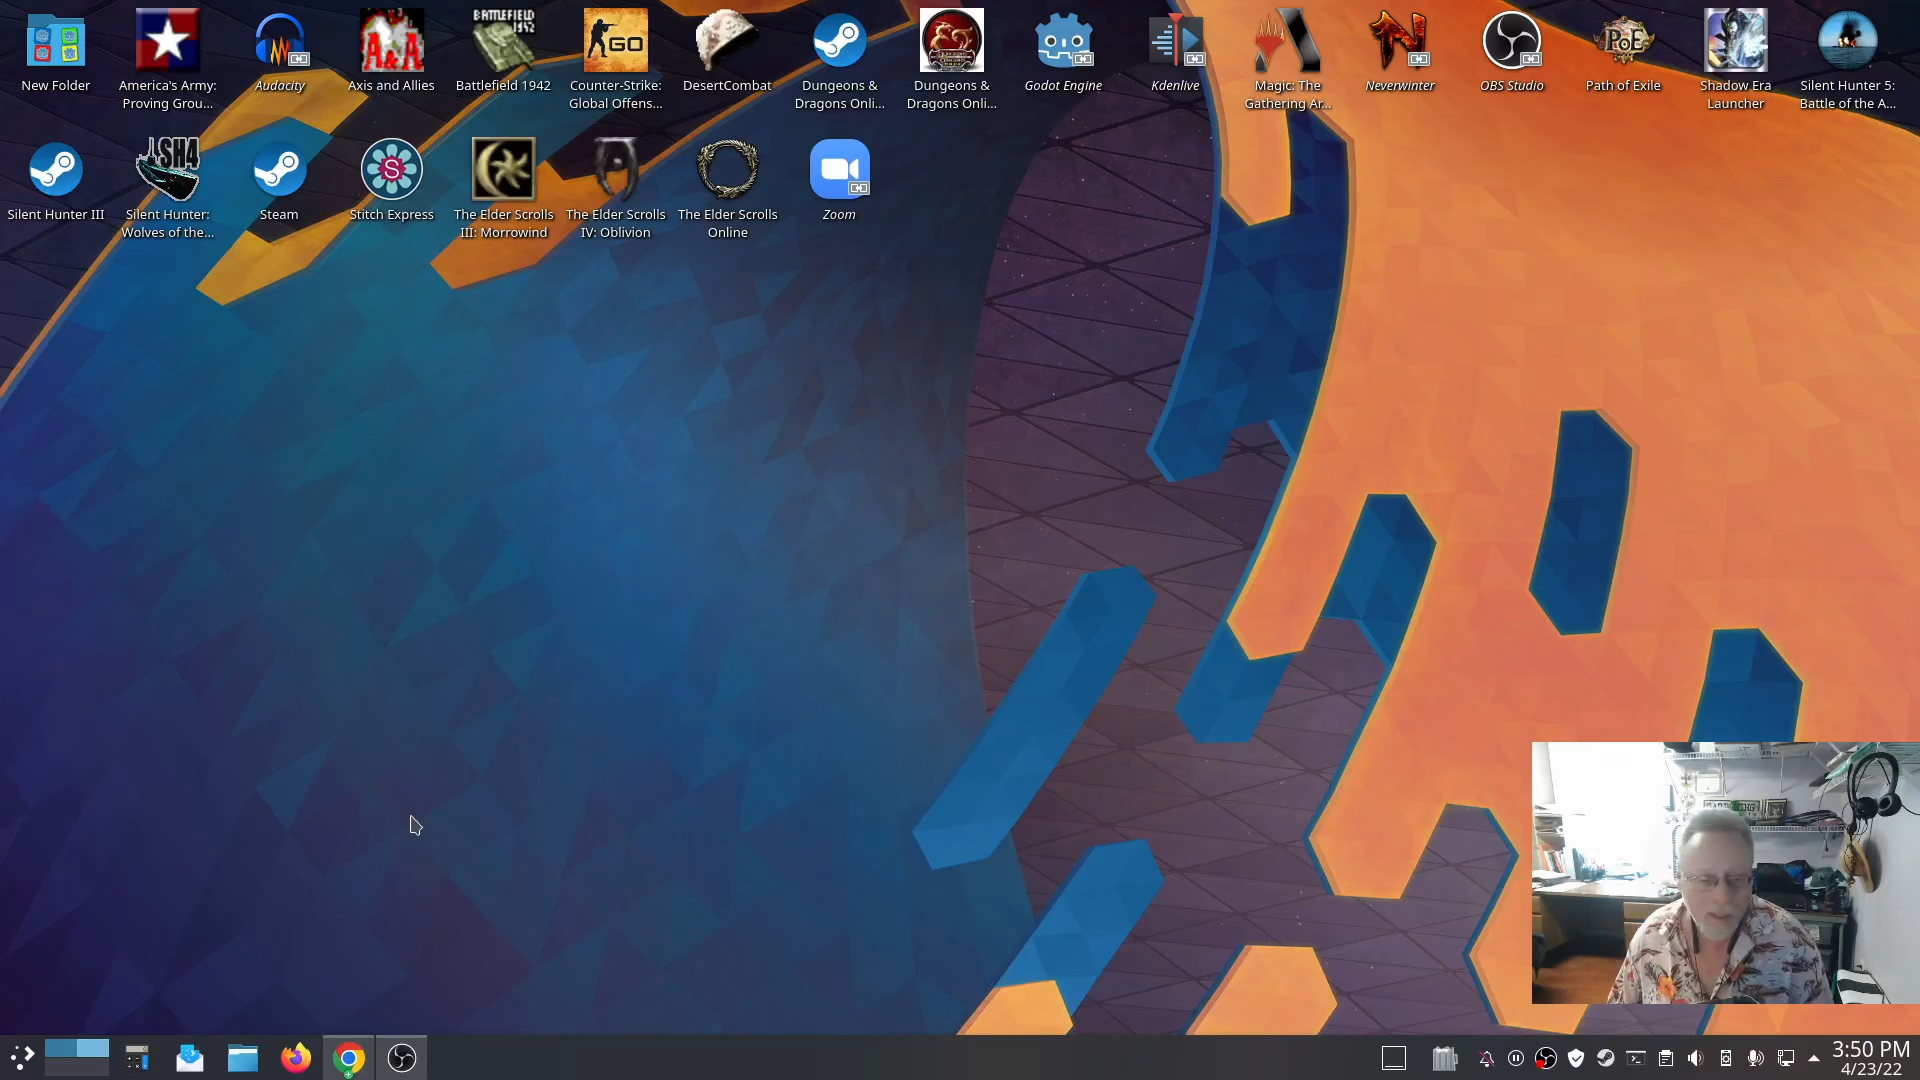 New Folder
America's Army:
Proving Grou...
Audacity
Axis and Allies
Battlefield 1942
Counter-Strike:
Global Offens...
DesertCombat
Dungeons &
Dragons Onli...
Dungeons &
Dragons Onli...
Godot Engine
Kdenlive
Magic: The
Gathering Ar...
Neverwinter
OBS Studio
Path of Exile
Shadow Era
Launcher
Silent Hunter 5:
Battle of the A...
BATTLEFIELD
1942
A&A
GO
PoE
Silent Hunter III
Silent Hunter:
Wolves of the...
Steam
Stitch Express
The Elder Scrolls
III: Morrowind
The Elder Scrolls
IV: Oblivion
The Elder Scrolls
Online
Zoom
SH4
S
3:50 PM
4/23/22